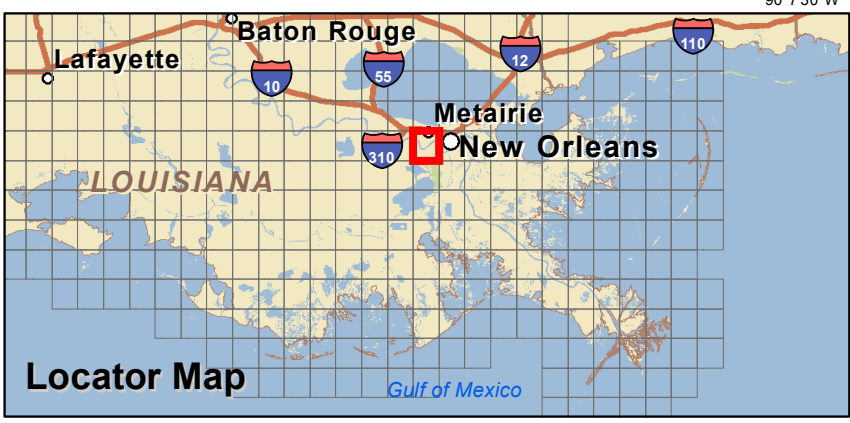 90°7'30"W
Baton Rouge
Lafayette
12
110
10
55
Metairie
310
New Orleans
LOUISIANA
Locator Map
Gulf of Mexico